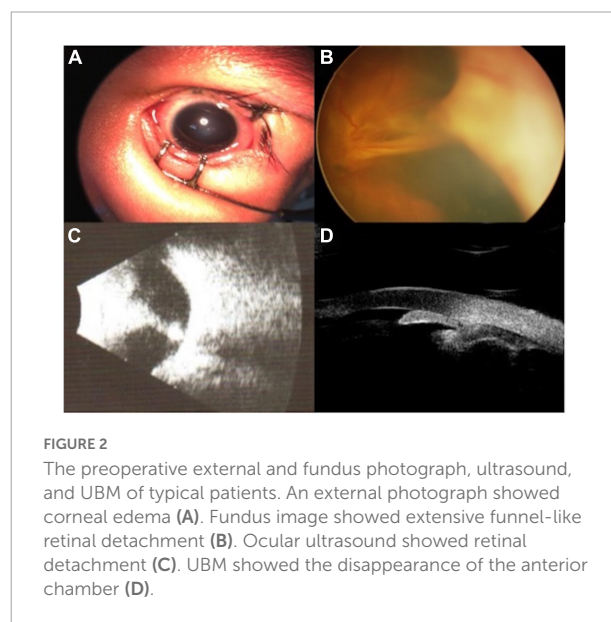 A
B
C
D
FIGURE 2
The preoperative external and fundus photograph, ultrasound,
and UBM of typical patients. An external photograph showed
corneal edema (A). Fundus image showed extensive funnel-like
retinal detachment (B). Ocular ultrasound showed retinal
detachment (C). UBM showed the disappearance of the anterior
chamber (D).